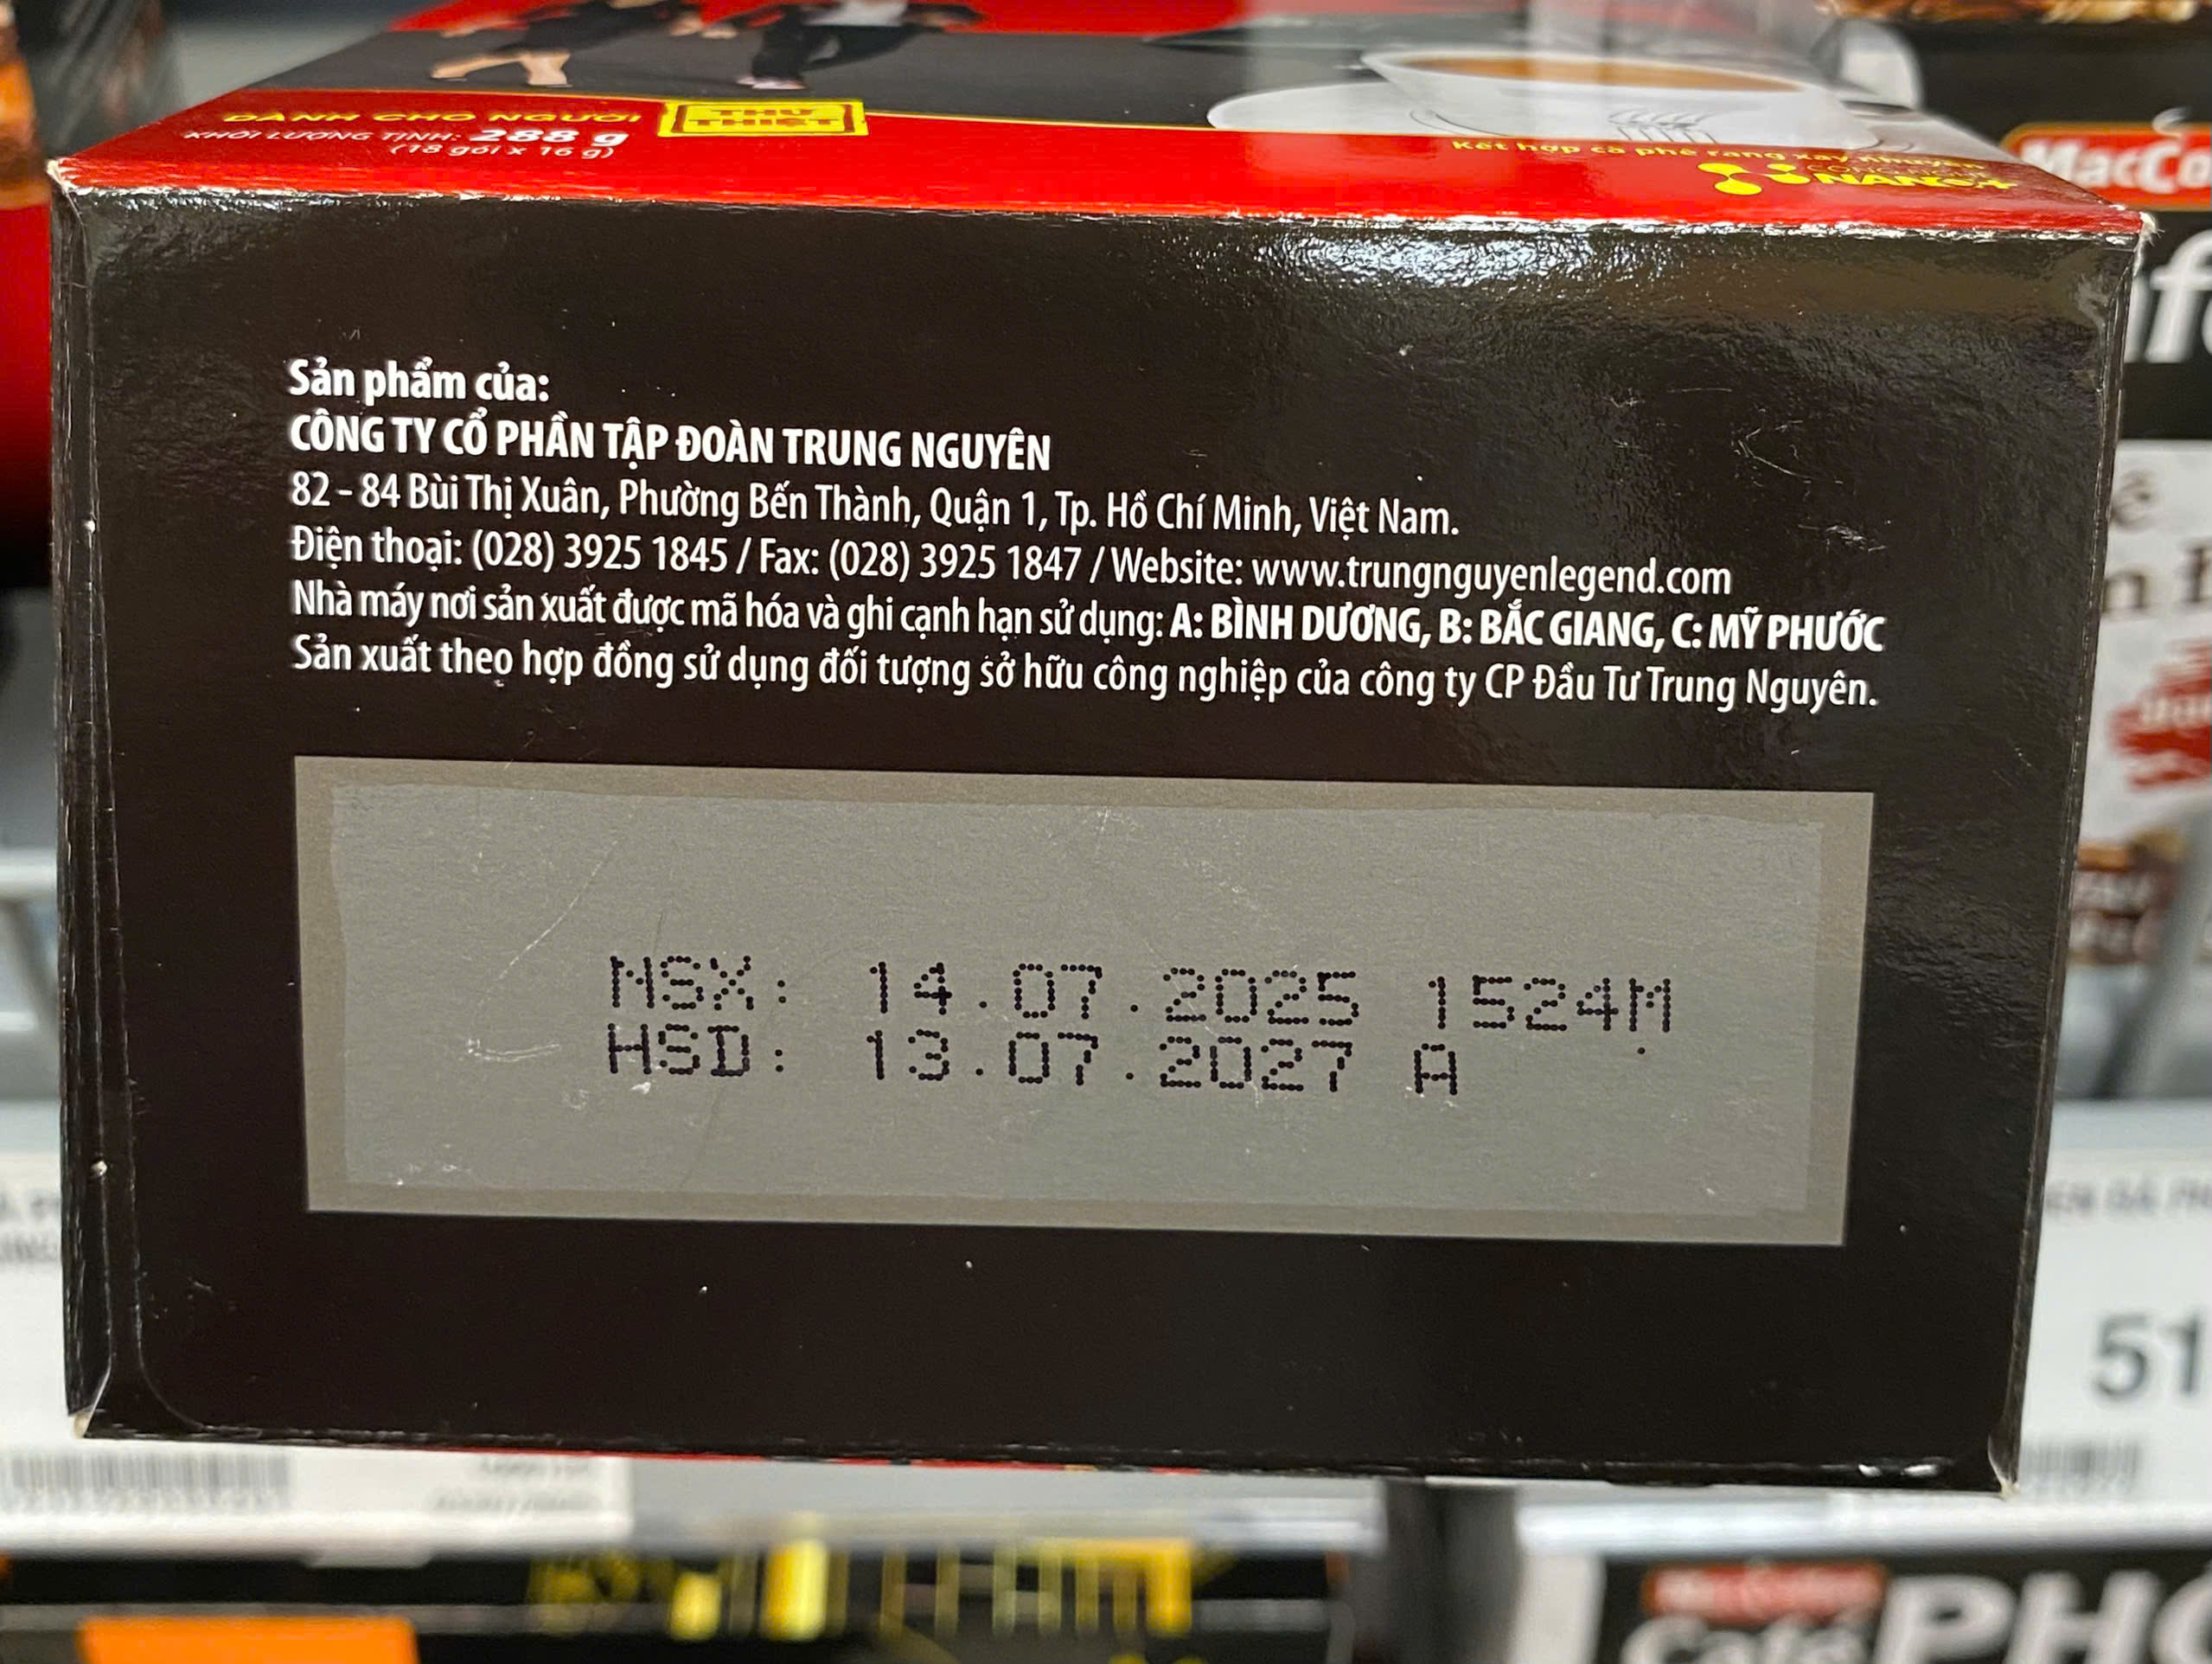 DÀNH CHO NGƯỜI
THỨ THIỆT
KHỐI LƯỢNG TỊNH: 288 g
(18 gói x 16 g)
Kết hợp cà phê rang xay
NANO
MacCo
Sản phẩm của:
CÔNG TY CỔ PHẦN TẬP ĐOÀN TRUNG NGUYÊN
82 – 84 Bùi Thị Xuân, Phường Bến Thành, Quận 1, Tp. Hồ Chí Minh, Việt Nam.
Điện thoại: (028) 3925 1845 / Fax: (028) 3925 1847 / Website: www.trungnguyenlegend.com
Nhà máy nơi sản xuất được mã hóa và ghi cạnh hạn sử dụng: A: BÌNH DƯƠNG, B: BẮC GIANG, C: MỸ PHƯỚC
Sản xuất theo hợp đồng sử dụng đối tượng sở hữu công nghiệp của công ty CP Đầu Tư Trung Nguyên.
NSX: 14.07.2025 1524M
HSD: 13.07.2027 A
51
Café PHỐ